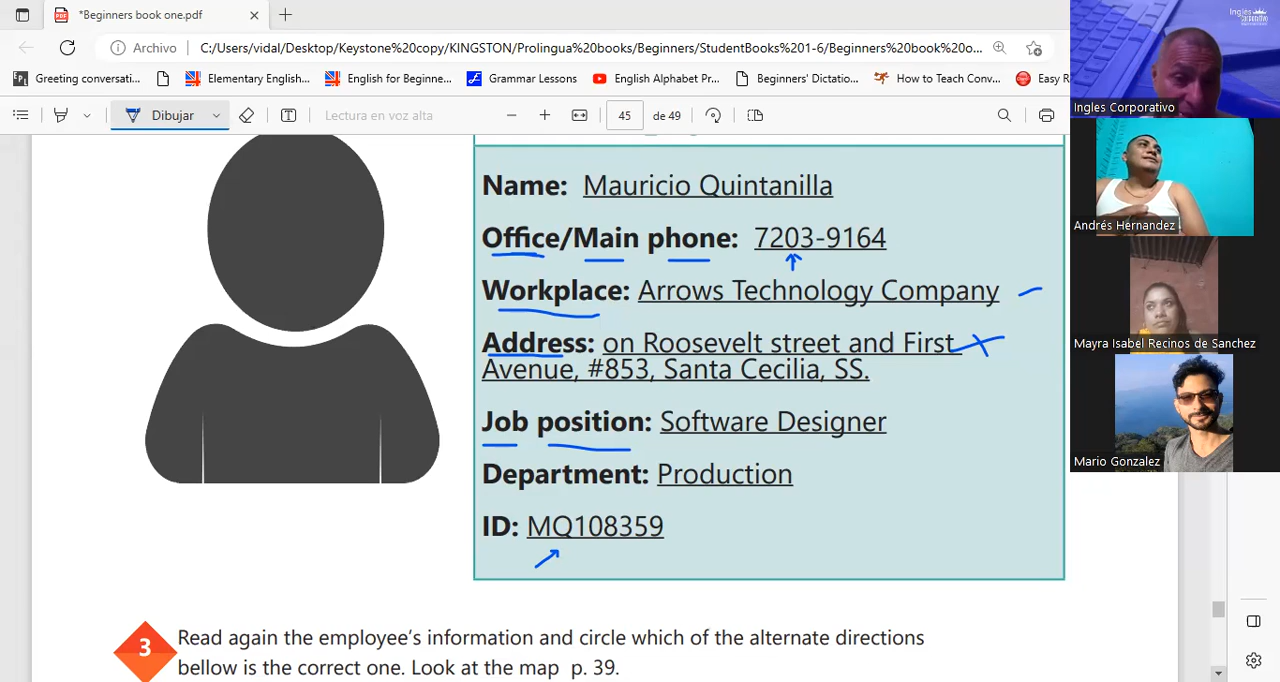 *Beginners book one.pdf
Archivo
C:/Users/vidal/Desktop/Keystone%20copy/KINGSTON/Prolingua%20books/Beginners/StudentBooks%201-6/Beginners%20book%20o...
Greeting conversati...
Elementary English...
English for Beginne...
Grammar Lessons
English Alphabet Pr...
Beginners' Dictatio...
How to Teach Conv...
Easy R
Dibujar
Lectura en voz alta
45
de 49
Name: Mauricio Quintanilla
Office/Main phone: 7203-9164
Workplace: Arrows Technology Company
Address: on Roosevelt street and First
Avenue, #853, Santa Cecilia, SS.
Job position: Software Designer
Department: Production
ID: MQ108359
3
Read again the employee's information and circle which of the alternate directions
bellow is the correct one. Look at the map p. 39.
Ingles Corporativo
Andrés Hernandez
Mayra Isabel Recinos de Sanchez
Mario Gonzalez